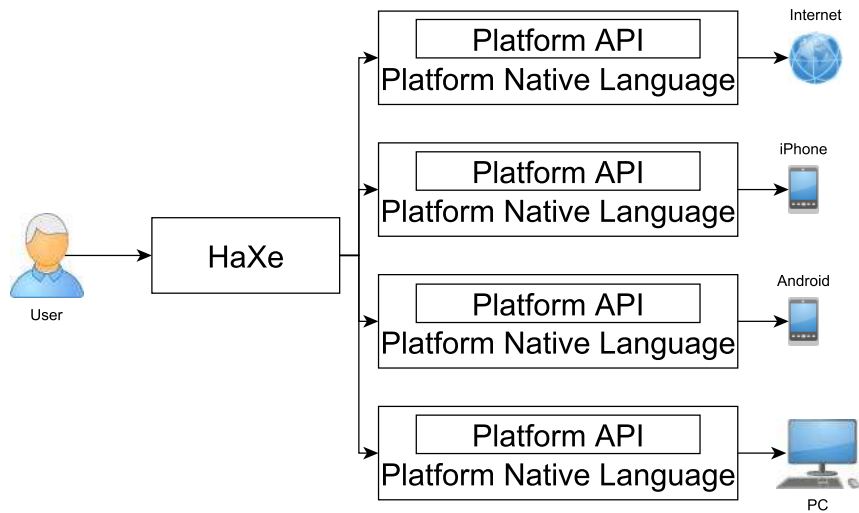 Internet
Platform API
Platform Native Language
iPhone
Platform API
Platform Native Language
User
HaXe
Android
Platform API
Platform Native Language
Platform API
Platform Native Language
PC